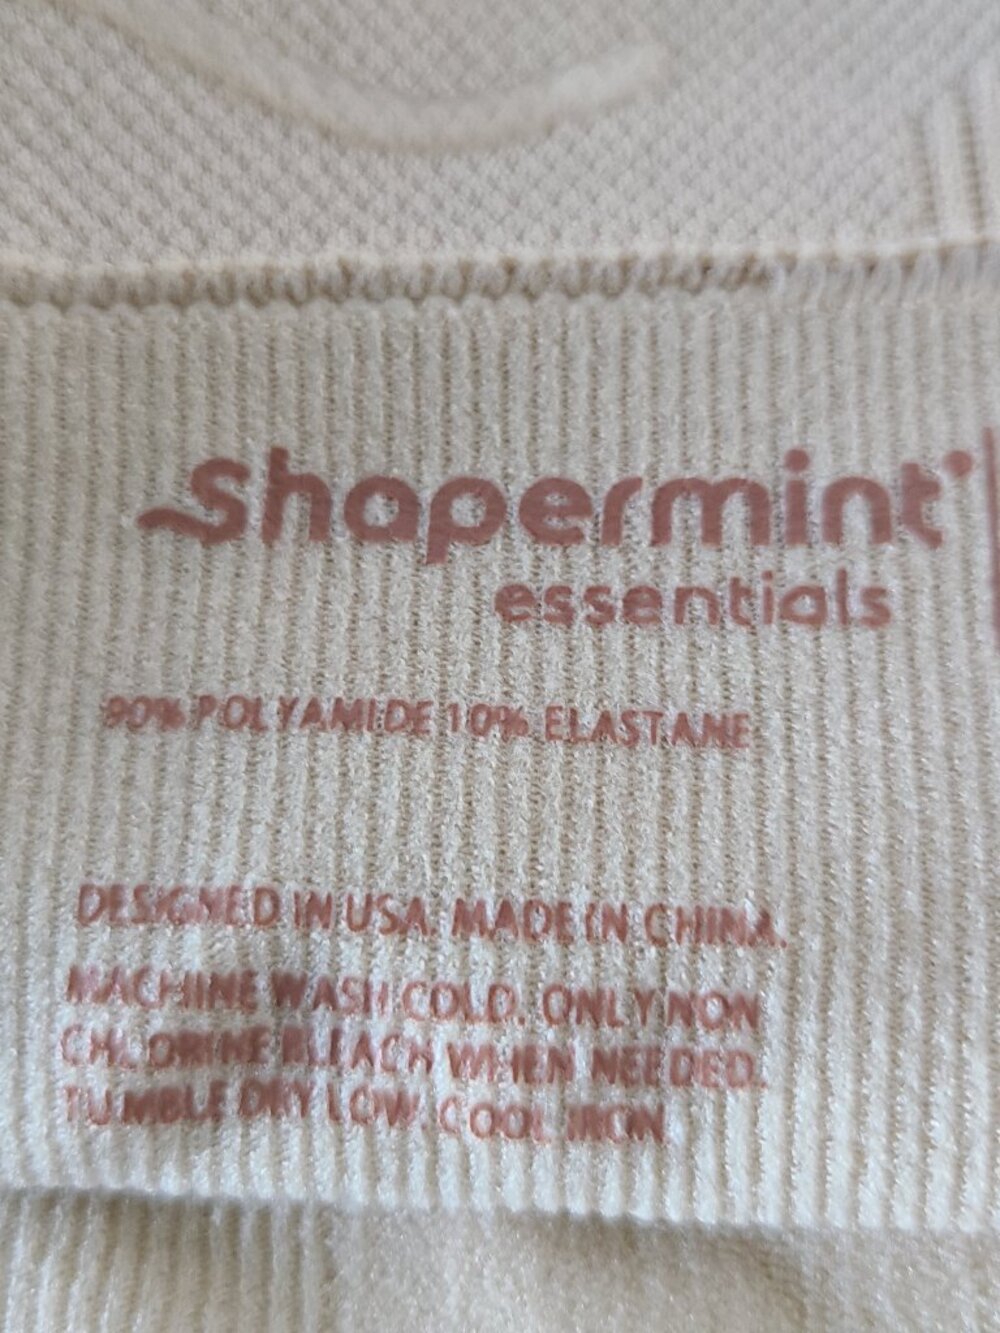 shapermint
essentials
90% POLYAMIDE 10% ELASTANE
DESIGNED IN USA. MADE IN CHINA.
MACHINE WASH COLD. ONLY NON
CHLORINE BLEACH WHEN NEEDED.
TUMBLE DRY LOW. COOL IRON